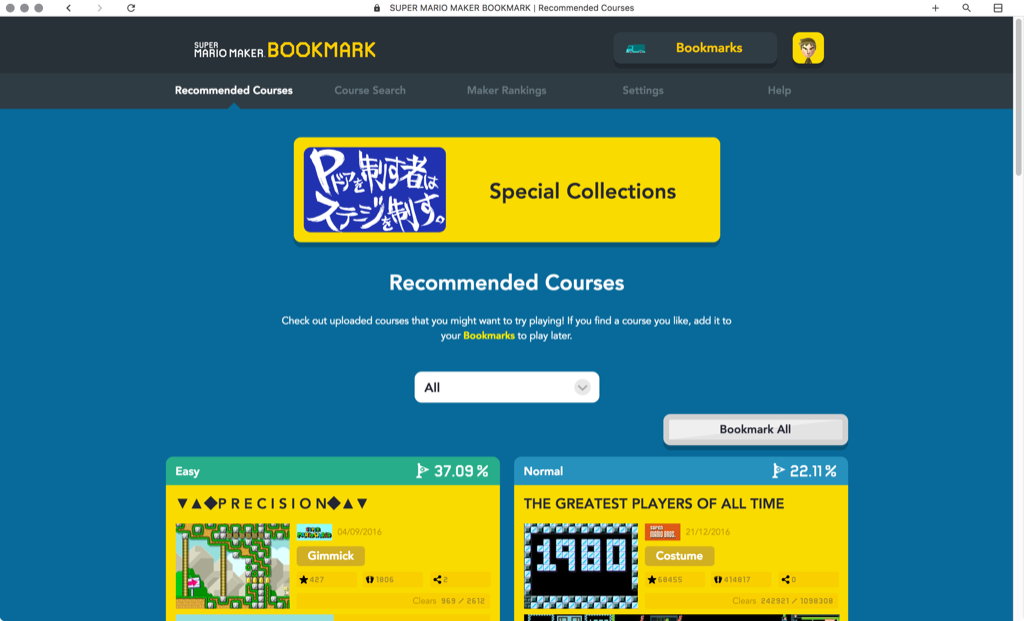 SUPER MARIO MAKER BOOKMARK | Recommended Courses
SUPER
MARIO MAKER BOOKMARK
Bookmarks
Recommended Courses
Course Search
Maker Rankings
Settings
Help
Pドアを制す者は
ステージを制す。
Special Collections
Recommended Courses
Check out uploaded courses that you might want to try playing! If you find a course you like, add it to
your Bookmarks to play later.
All
Bookmark All
Easy 37.09%
▼▲◆P R E C I S I O N◆▲▼
04/09/2016
Gimmick
427 1806 2
Clears 969 / 2612
Normal 22.11%
THE GREATEST PLAYERS OF ALL TIME
1980
SUPER
MARIO BROS.
21/12/2016
Costume
68455 414817 0
Clears 242921 / 1098308